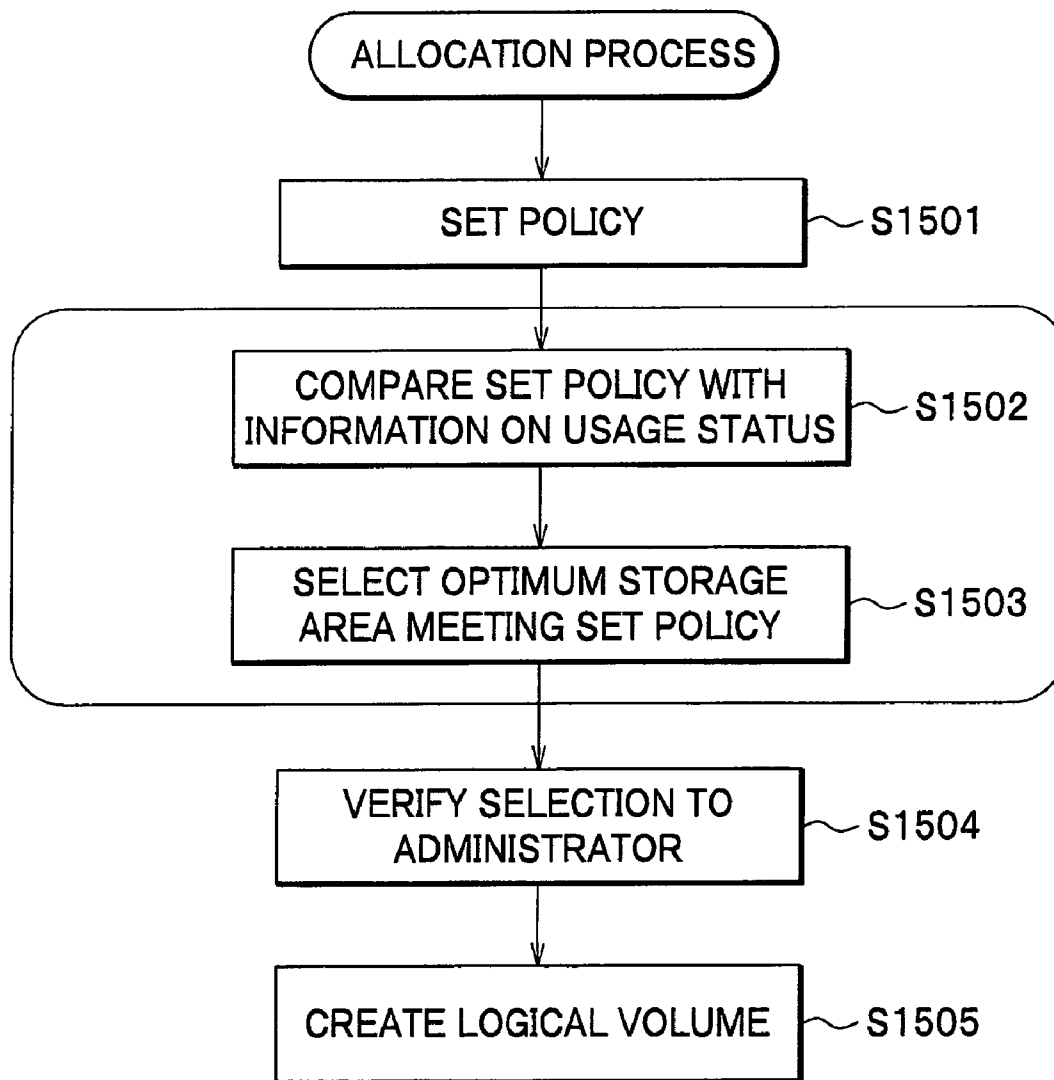 ALLOCATION PROCESS
SET POLICY
S1501
COMPARE SET POLICY WITH
INFORMATION ON USAGE STATUS
S1502
SELECT OPTIMUM STORAGE
AREA MEETING SET POLICY
S1503
VERIFY SELECTION TO
ADMINISTRATOR
S1504
CREATE LOGICAL VOLUME
S1505